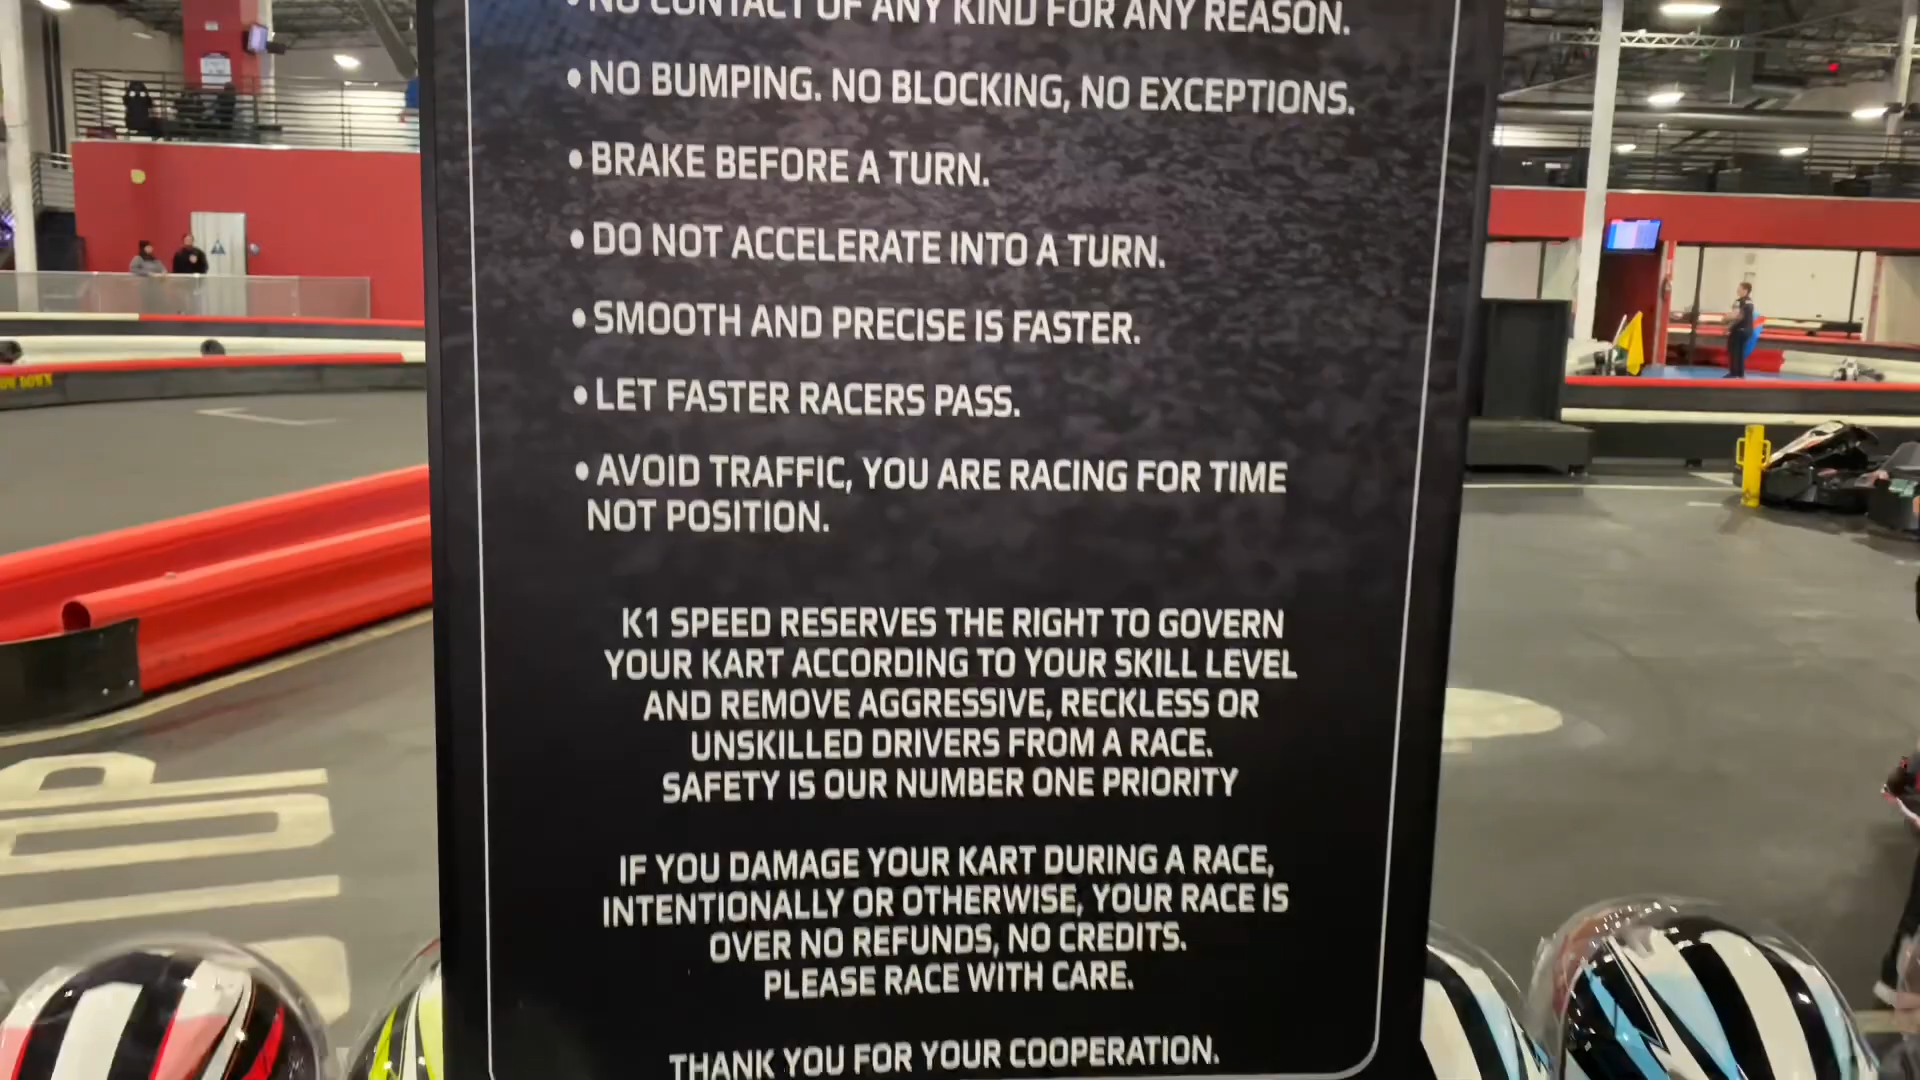 • NO CONTACT OF ANY KIND FOR ANY REASON.
• NO BUMPING. NO BLOCKING, NO EXCEPTIONS.
• BRAKE BEFORE A TURN.
• DO NOT ACCELERATE INTO A TURN.
• SMOOTH AND PRECISE IS FASTER.
• LET FASTER RACERS PASS.
• AVOID TRAFFIC, YOU ARE RACING FOR TIME
NOT POSITION.
K1 SPEED RESERVES THE RIGHT TO GOVERN
YOUR KART ACCORDING TO YOUR SKILL LEVEL
AND REMOVE AGGRESSIVE, RECKLESS OR
UNSKILLED DRIVERS FROM A RACE.
SAFETY IS OUR NUMBER ONE PRIORITY
IF YOU DAMAGE YOUR KART DURING A RACE,
INTENTIONALLY OR OTHERWISE, YOUR RACE IS
OVER NO REFUNDS, NO CREDITS.
PLEASE RACE WITH CARE.
THANK YOU FOR YOUR COOPERATION.
DOWN